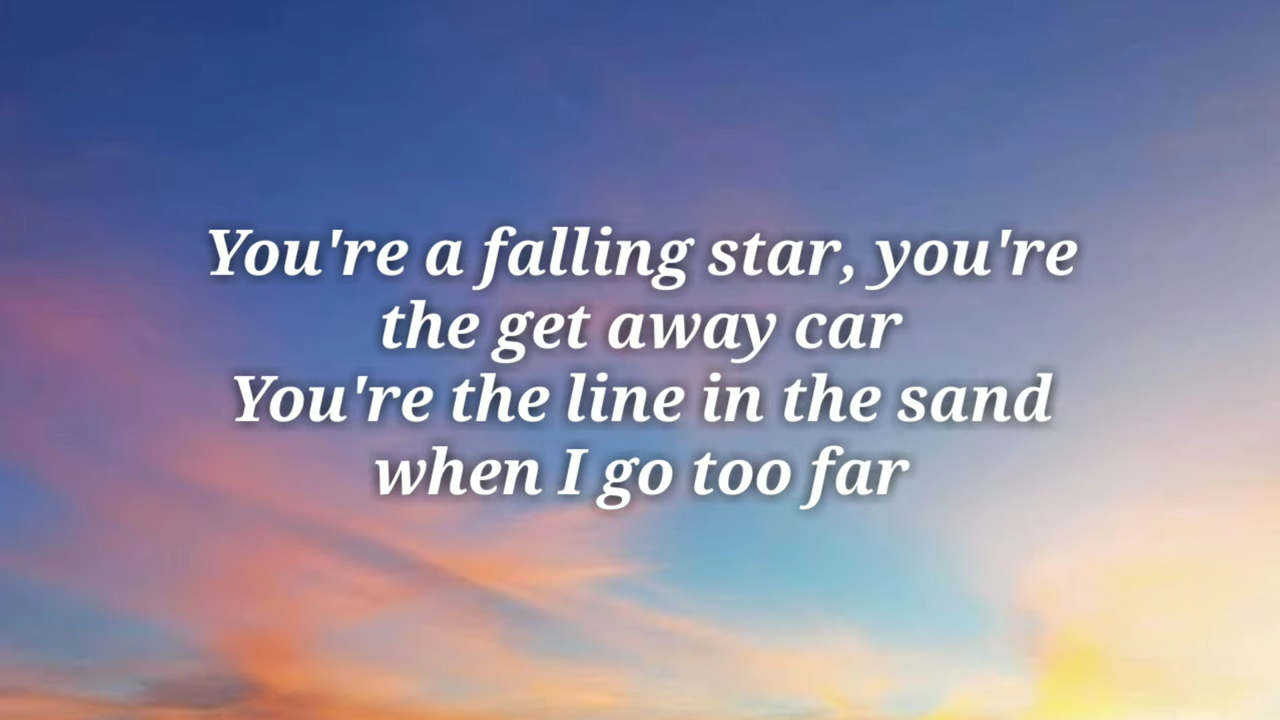 You're a falling star, you're
the get away car
You're the line in the sand
when I go too far